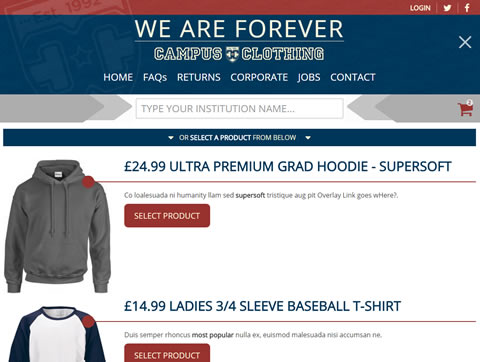 Est. 1992
LOGIN
WE ARE FOREVER
CAMPUS CLOTHING
HOME FAQs RETURNS CORPORATE JOBS CONTACT
TYPE YOUR INSTITUTION NAME...
OR SELECT A PRODUCT FROM BELOW
£24.99 ULTRA PREMIUM GRAD HOODIE - SUPERSOFT
Co loalesuada ni humanity llam sed supersoft tristique aug pit Overlay Link goes wHere?.
SELECT PRODUCT
£14.99 LADIES 3/4 SLEEVE BASEBALL T-SHIRT
Duis semper rhoncus most popular nulla ex, euismod malesuada nisi accumsan ne.
SELECT PRODUCT